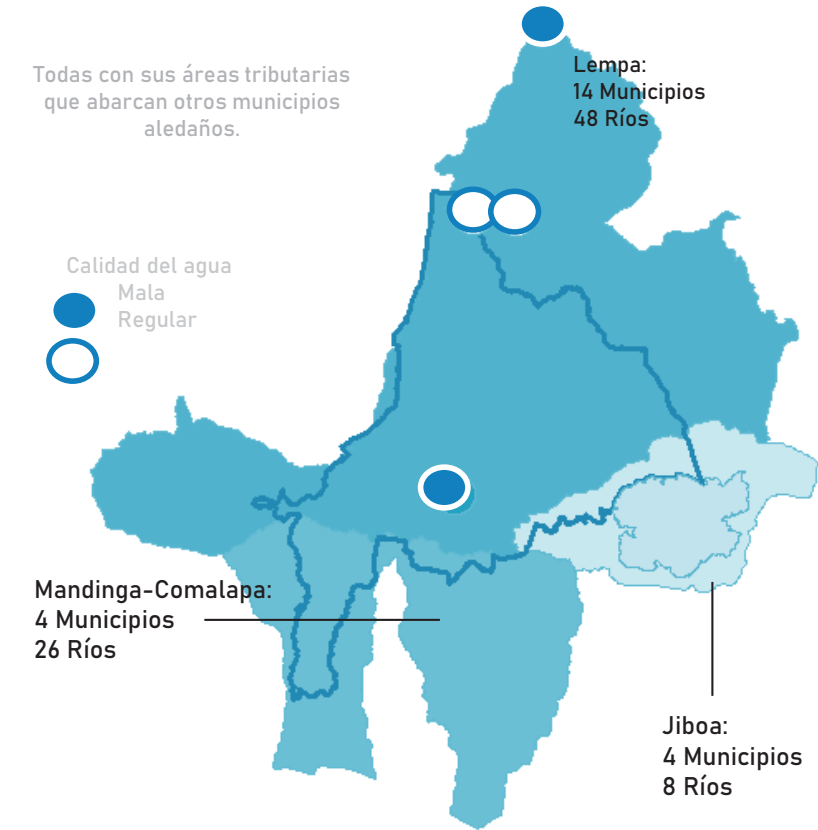 Todas con sus áreas tributarias
que abarcan otros municipios
aledaños.
Lempa:
14 Municipios
48 Ríos
Calidad del agua
Mala
Regular
Mandinga-Comalapa:
4 Municipios
26 Ríos
Jiboa:
4 Municipios
8 Ríos